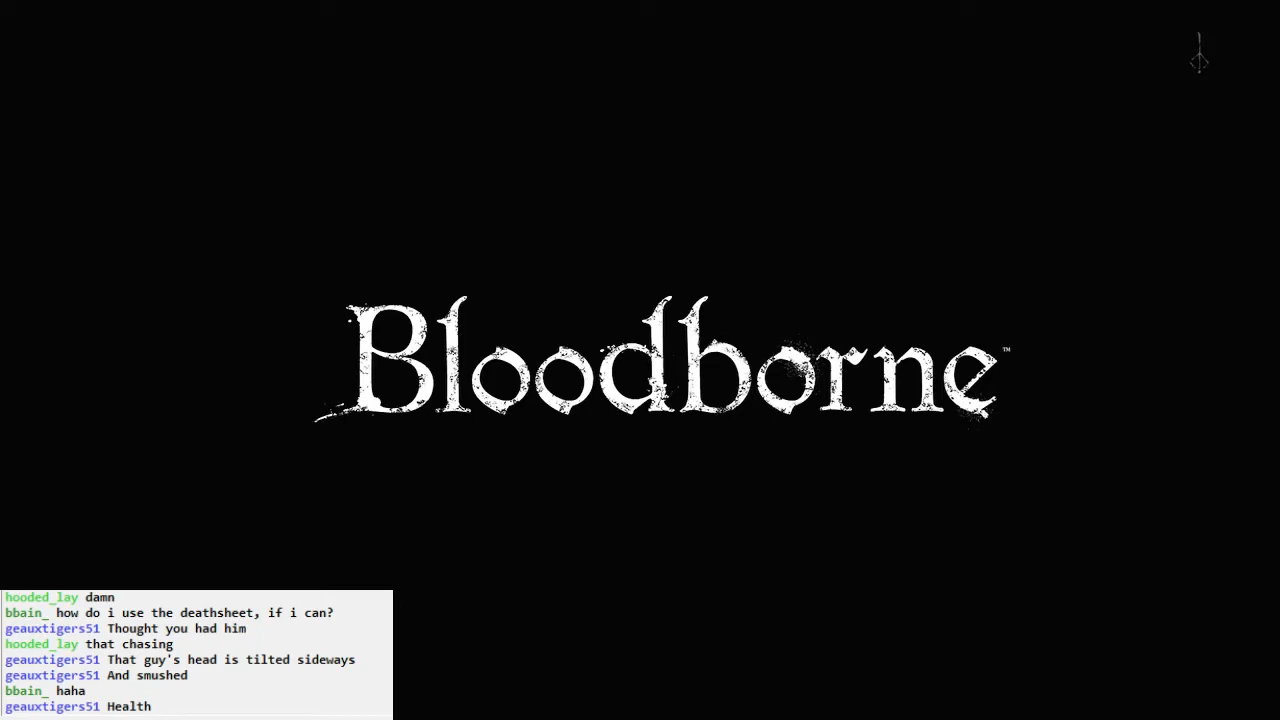 Bloodborne™
hooded_lay damn
bbain_ how do i use the deathsheet, if i can?
geauxtigers51 Thought you had him
hooded_lay that chasing
geauxtigers51 That guy's head is tilted sideways
geauxtigers51 And smushed
bbain_ haha
geauxtigers51 Health